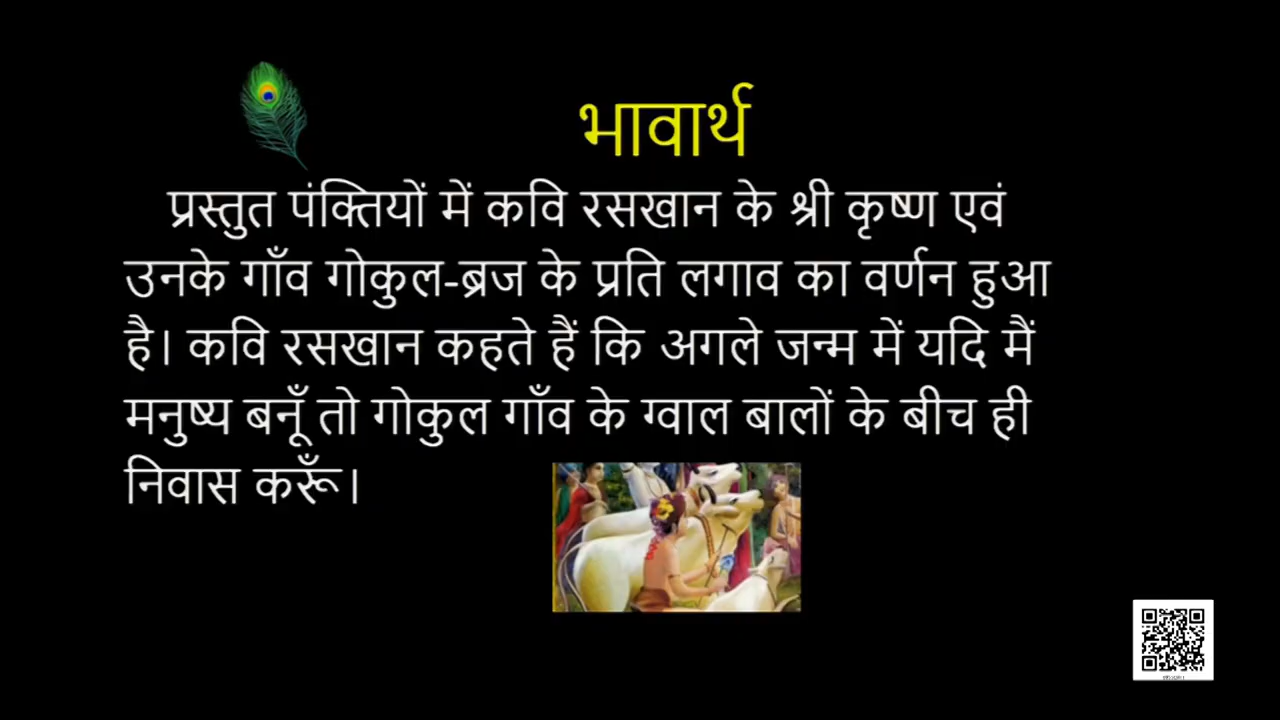 भावार्थ
प्रस्तुत पंक्तियों में कवि रसखान के श्री कृष्ण एवं
उनके गाँव गोकुल-ब्रज के प्रति लगाव का वर्णन हुआ
है। कवि रसखान कहते हैं कि अगले जन्म में यदि मैं
मनुष्य बनूँ तो गोकुल गाँव के ग्वाल बालों के बीच ही
निवास करूँ।